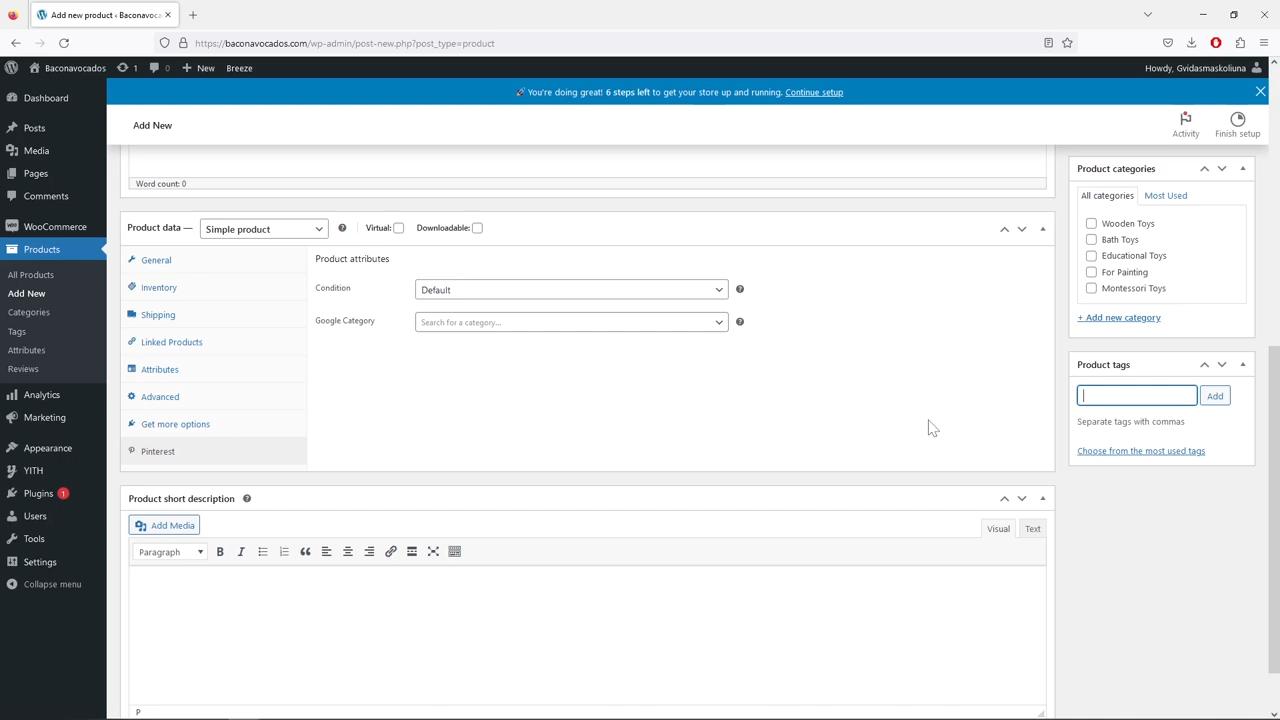 Add new product ‹ Baconavoca
https://baconavocados.com/wp-admin/post-new.php?post_type=product
Baconavocados
1
New
Breeze
Howdy, Gvidasmaskoliuna
You're doing great! 6 steps left to get your store up and running. Continue setup
Add New
Activity
Finish setup
Dashboard
Posts
Media
Pages
Comments
WooCommerce
Products
All Products
Add New
Categories
Tags
Attributes
Reviews
Analytics
Marketing
Appearance
YITH
Plugins 1
Users
Tools
Settings
Collapse menu
Word count: 0
Product data —
Simple product
Virtual:
Downloadable:
General
Inventory
Shipping
Linked Products
Attributes
Advanced
Get more options
Pinterest
Product attributes
Condition
Default
Google Category
Search for a category...
Product short description
Add Media
Visual
Text
Paragraph
B
I
P
Product categories
All categories
Most Used
Wooden Toys
Bath Toys
Educational Toys
For Painting
Montessori Toys
+ Add new category
Product tags
Add
Separate tags with commas
Choose from the most used tags